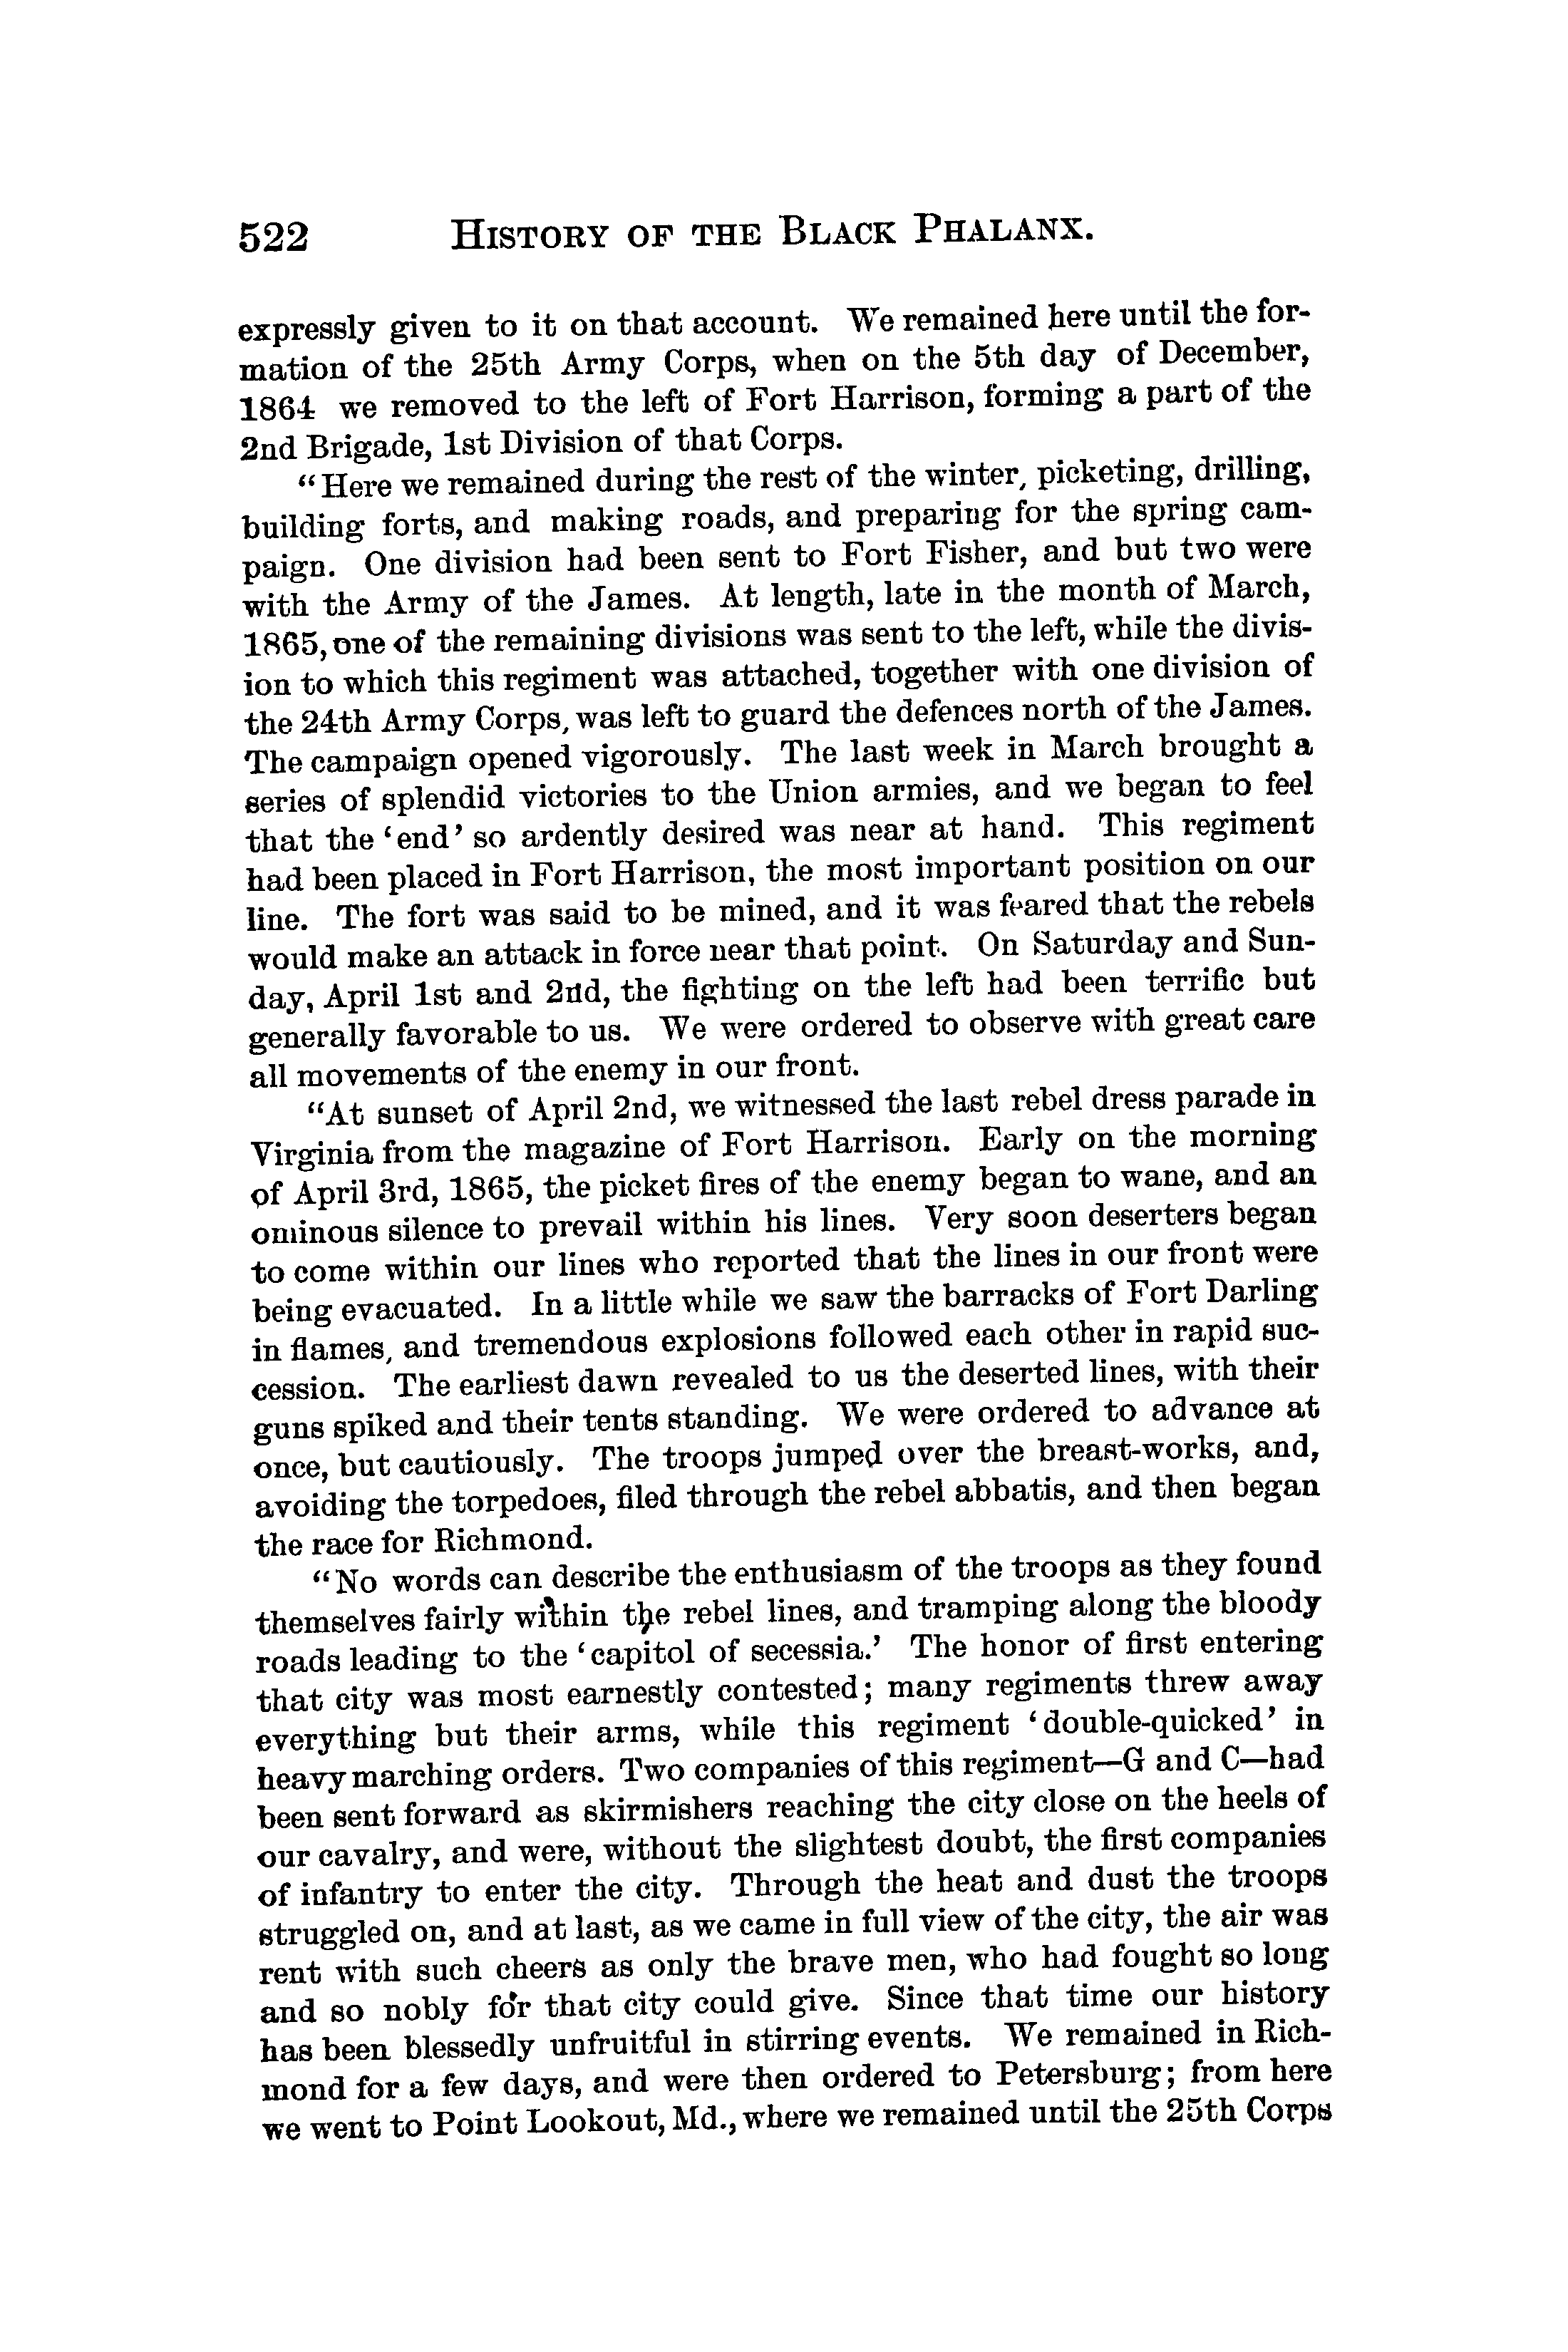 522 HISTORY OF THE BLACK PHALANX.
expressly given to it on that account. We remained here until the for-
mation of the 25th Army Corps, when on the 5th day of December,
1864 we removed to the left of Fort Harrison, forming a part of the
2nd Brigade, 1st Division of that Corps.
“Here we remained during the rest of the winter, picketing, drilling,
building forts, and making roads, and preparing for the spring cam-
paign. One division had been sent to Fort Fisher, and but two were
with the Army of the James. At length, late in the month of March,
1865, one of the remaining divisions was sent to the left, while the divis-
ion to which this regiment was attached, together with one division of
the 24th Army Corps, was left to guard the defences north of the James.
The campaign opened vigorously. The last week in March brought a
series of splendid victories to the Union armies, and we began to feel
that the ‘end’ so ardently desired was near at hand. This regiment
had been placed in Fort Harrison, the most important position on our
line. The fort was said to be mined, and it was feared that the rebels
would make an attack in force near that point. On Saturday and Sun-
day, April 1st and 2nd, the fighting on the left had been terrific but
generally favorable to us. We were ordered to observe with great care
all movements of the enemy in our front.
“At sunset of April 2nd, we witnessed the last rebel dress parade in
Virginia from the magazine of Fort Harrison. Early on the morning
of April 3rd, 1865, the picket fires of the enemy began to wane, and an
ominous silence to prevail within his lines. Very soon deserters began
to come within our lines who reported that the lines in our front were
being evacuated. In a little while we saw the barracks of Fort Darling
in flames, and tremendous explosions followed each other in rapid suc-
cession. The earliest dawn revealed to us the deserted lines, with their
guns spiked and their tents standing. We were ordered to advance at
once, but cautiously. The troops jumped over the breast-works, and,
avoiding the torpedoes, filed through the rebel abbatis, and then began
the race for Richmond.
“No words can describe the enthusiasm of the troops as they found
themselves fairly within the rebel lines, and tramping along the bloody
roads leading to the ‘capitol of secessia.’ The honor of first entering
that city was most earnestly contested; many regiments threw away
everything but their arms, while this regiment ‘double-quicked’ in
heavy marching orders. Two companies of this regiment—G and C—had
been sent forward as skirmishers reaching the city close on the heels of
our cavalry, and were, without the slightest doubt, the first companies
of infantry to enter the city. Through the heat and dust the troops
struggled on, and at last, as we came in full view of the city, the air was
rent with such cheers as only the brave men, who had fought so long
and so nobly for that city could give. Since that time our history
has been blessedly unfruitful in stirring events. We remained in Rich-
mond for a few days, and were then ordered to Petersburg; from here
we went to Point Lookout, Md., where we remained until the 25th Corps